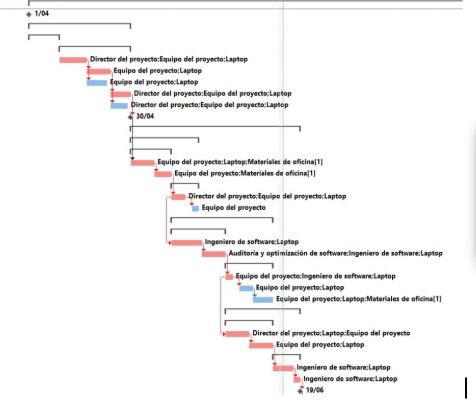 1/04
Director del proyecto;Equipo del proyecto;Laptop
Equipo del proyecto;Laptop
Equipo del proyecto;Laptop
Director del proyecto;Equipo del proyecto;Laptop
Director del proyecto;Equipo del proyecto;Laptop
30/04
Equipo del proyecto;Laptop;Materiales de oficina[1]
Equipo del proyecto;Materiales de oficina[1]
Director del proyecto;Equipo del proyecto;Laptop
Equipo del proyecto
Ingeniero de software;Laptop
Auditoría y optimización de software;Ingeniero de software;Laptop
Equipo del proyecto;Ingeniero de software;Laptop
Equipo del proyecto;Laptop
Equipo del proyecto;Laptop;Materiales de oficina[1]
Director del proyecto;Laptop;Equipo del proyecto
Equipo del proyecto;Laptop
Ingeniero de software;Laptop
Ingeniero de software;Laptop
19/06